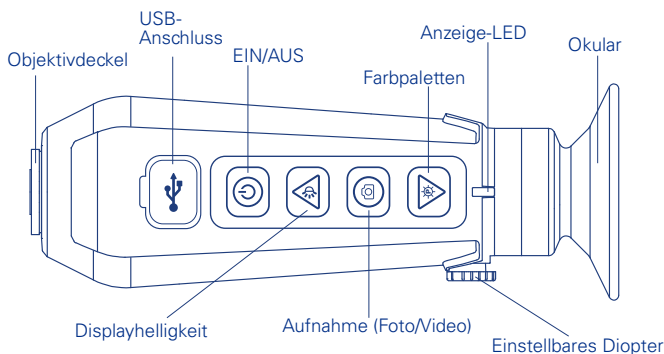 USB-
Anschluss
Objektivdeckel
EIN/AUS
Anzeige-LED
Okular
Farbpaletten
Displayhelligkeit
Aufnahme (Foto/Video)
Einstellbares Diopter